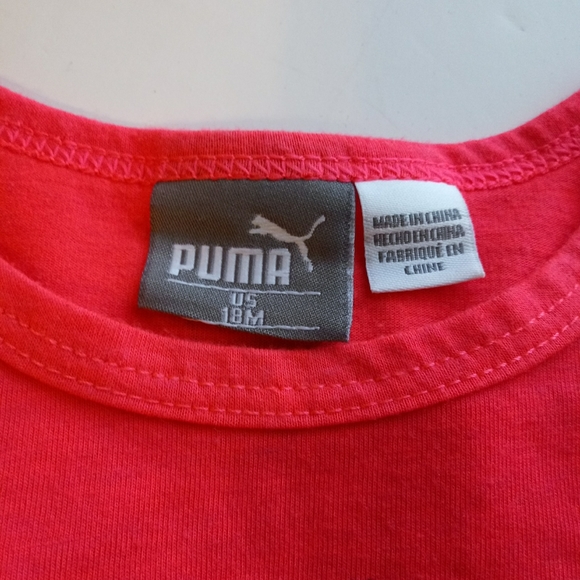 PUMA
US
18M
MADE IN CHINA
HECHO EN CHINA
FABRIQUÉ EN
CHINE